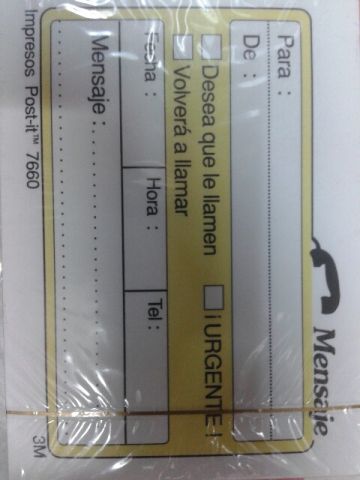 Mensaje
Para :
De :
Desea que le llamen ¡ URGENTE !
Volverá a llamar
Fecha : Hora : Tel :
Mensaje :
Impresos Post-it™ 7660 3M